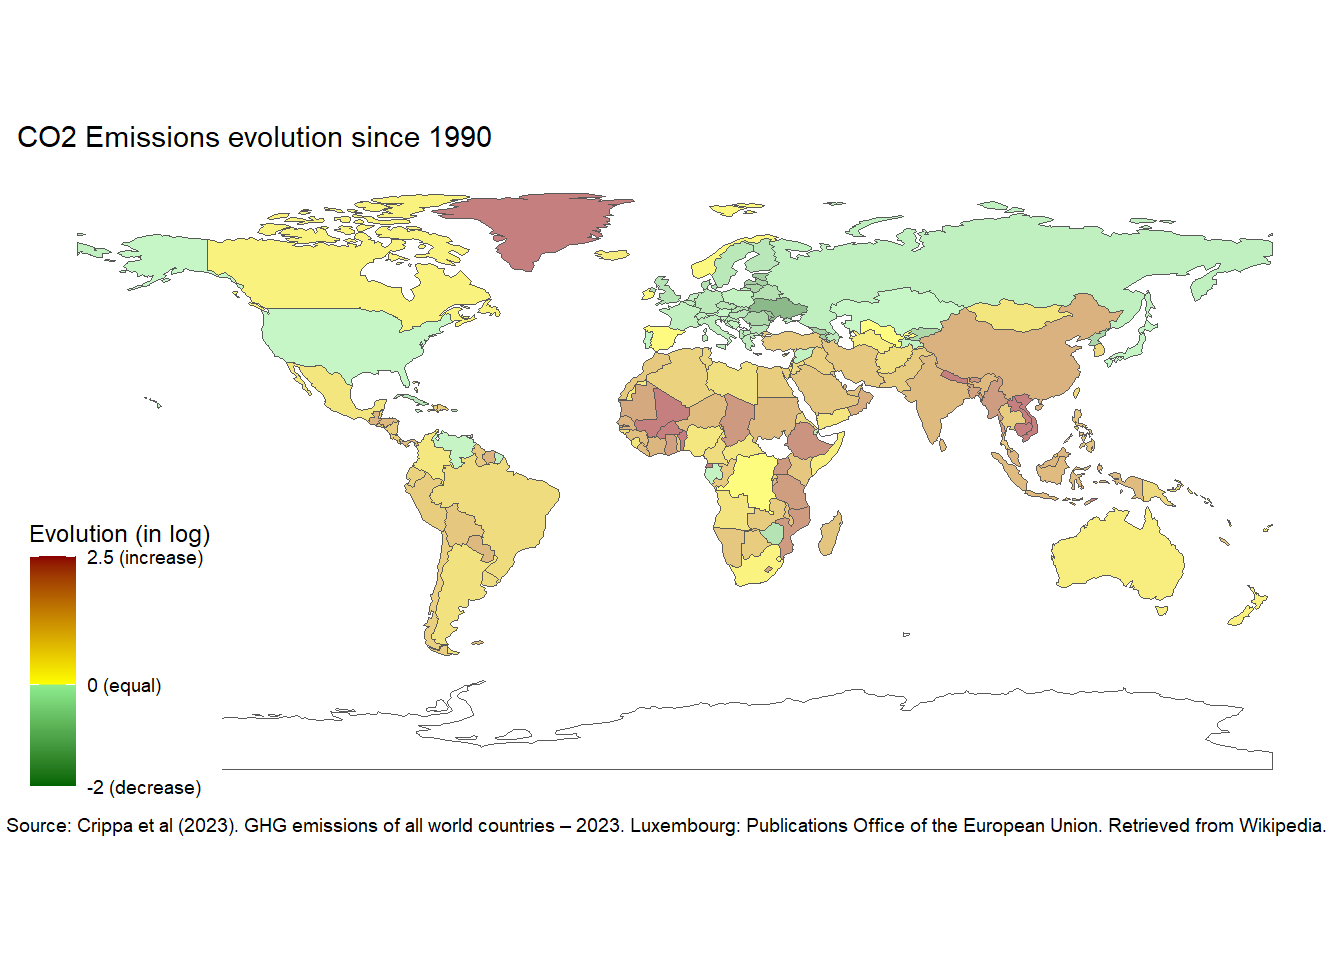 CO2 Emissions evolution since 1990
Evolution (in log)
2.5 (increase)
0 (equal)
-2 (decrease)
Source: Crippa et al (2023). GHG emissions of all world countries – 2023. Luxembourg: Publications Office of the European Union. Retrieved from Wikipedia.